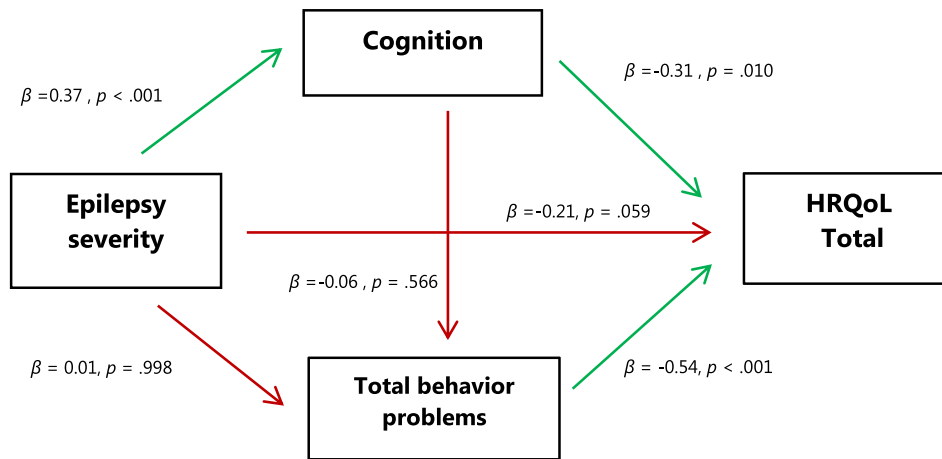 Cognition
β =0.37 , p < .001
β =-0.31, p = .010
Epilepsy
severity
β =-0.21, p = .059
HRQoL
Total
β =-0.06 , p = .566
β = 0.01, p = .998
Total behavior
problems
β = -0.54, p < .001